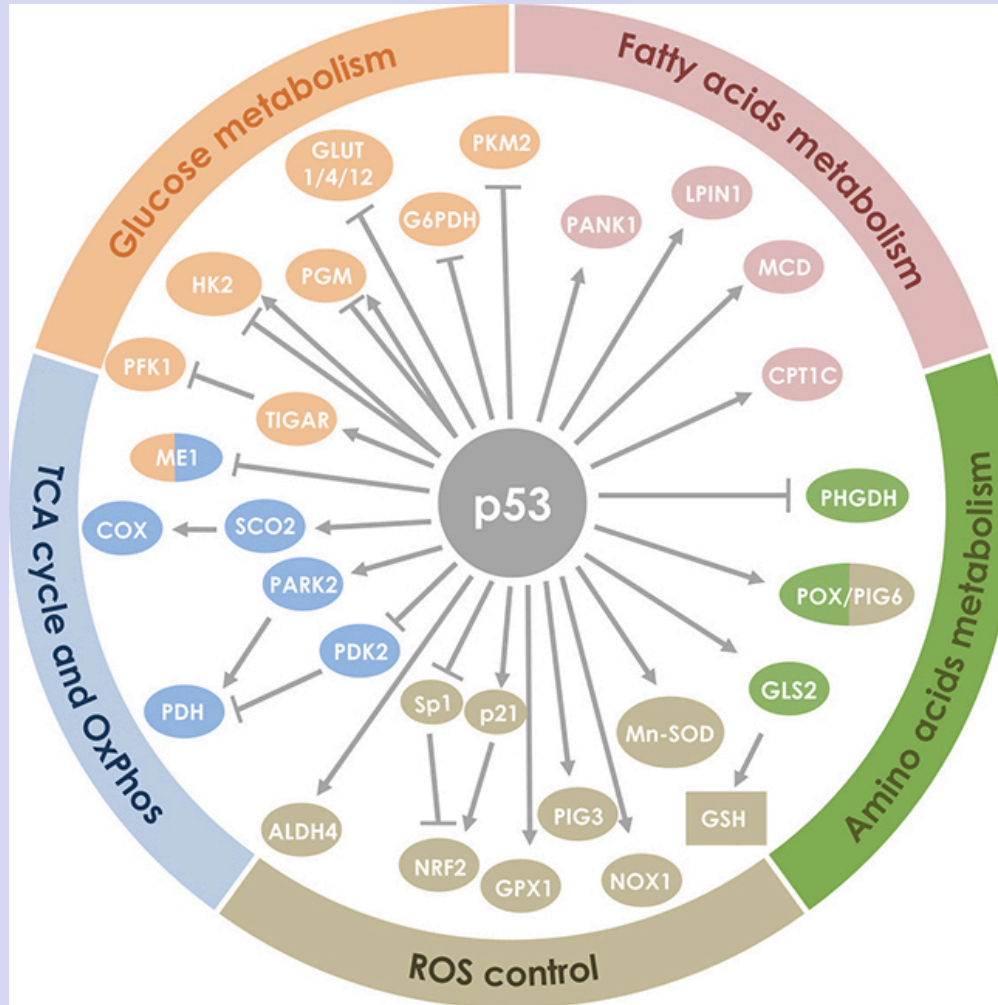 Glucose metabolism
Fatty acids metabolism
Amino acids metabolism
ROS control
TCA cycle and OxPhos
PKM2
GLUT
1/4/12
G6PDH
PANK1
LPIN1
MCD
HK2
PGM
PFK1
CPT1C
TIGAR
ME1
p53
PHGDH
COX
SCO2
PARK2
POX/PIG6
PDK2
GLS2
PDH
Sp1
p21
Mn-SOD
ALDH4
PIG3
GSH
NRF2
GPX1
NOX1